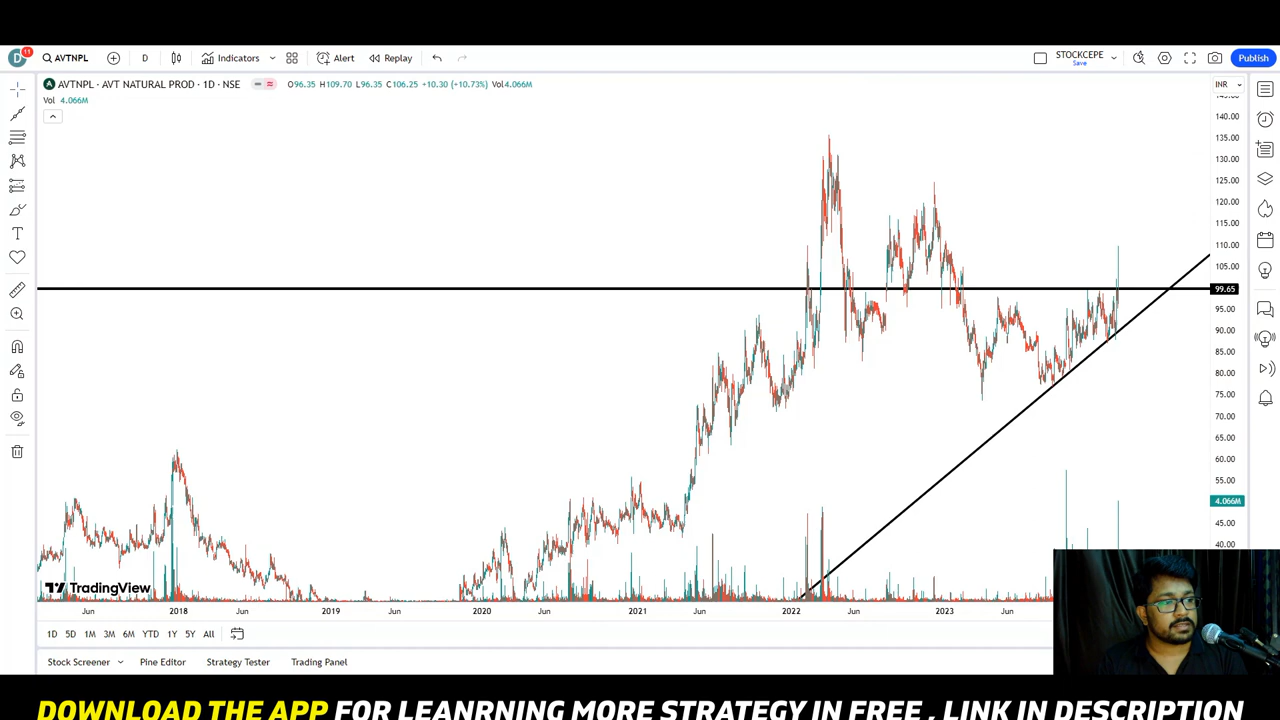 D 11 AVTNPL D Indicators Alert Replay STOCKCEPE Save Publish
AVT NATURAL PROD · 1D · NSE O96.35 H109.70 L96.35 C106.25 +10.30 (+10.73%) Vol4.066M
AVTNPL · INR
Vol 4.066M
140.00
135.00
130.00
125.00
120.00
115.00
110.00
105.00
99.65
95.00
90.00
85.00
80.00
75.00
70.00
65.00
60.00
55.00
4.066M
45.00
40.00
TradingView
Jun 2018 Jun 2019 Jun 2020 Jun 2021 Jun 2022 Jun 2023 Jun
1D 5D 1M 3M 6M YTD 1Y 5Y All
Stock Screener Pine Editor Strategy Tester Trading Panel
DOWNLOAD THE APP FOR LEANRNING MORE STRATEGY IN FREE , LINK IN DESCRIPTION